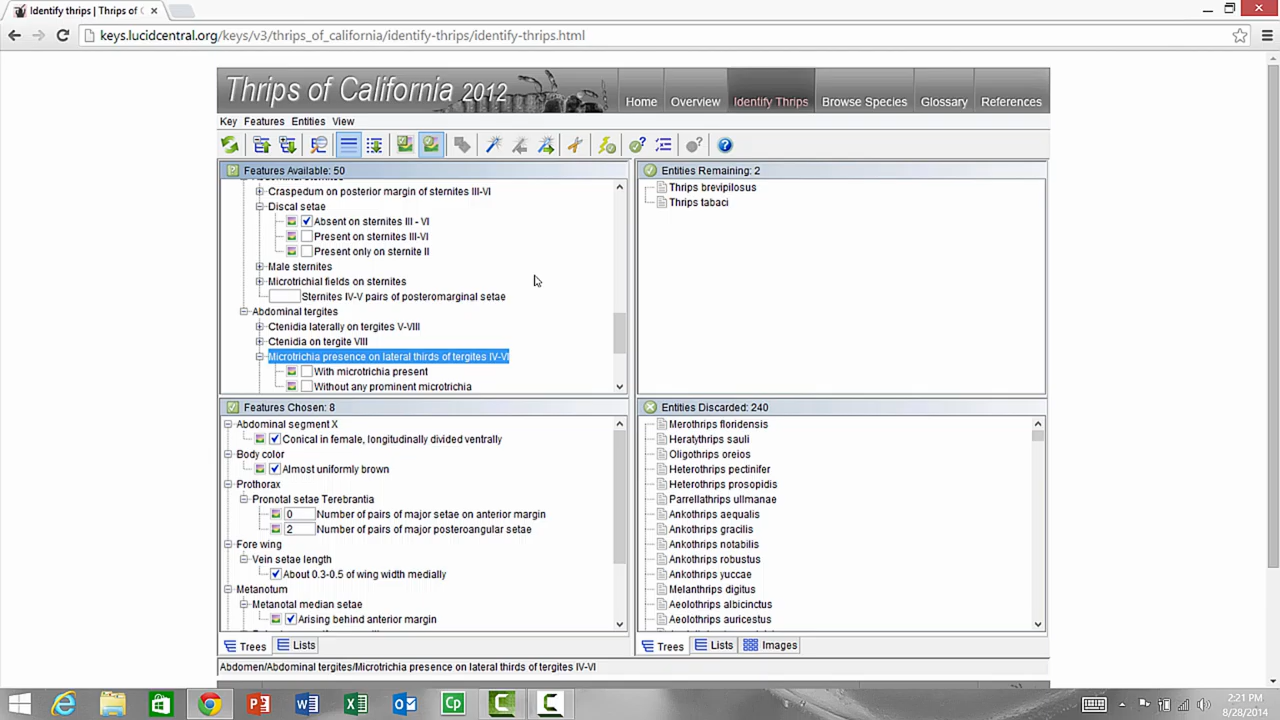 Identify thrips | Thrips of C
keys.lucidcentral.org/keys/v3/thrips_of_california/identify-thrips/identify-thrips.html
Thrips of California 2012
Home Overview Identify Thrips Browse Species Glossary References
Key Features Entities View
Features Available: 50
Craspedum on posterior margin of sternites III-VI
Discal setae
Absent on sternites III - VI
Present on sternites III-VI
Present only on sternite II
Male sternites
Microtrichial fields on sternites
Sternites IV-V pairs of posteromarginal setae
Abdominal tergites
Ctenidia laterally on tergites V-VIII
Ctenidia on tergite VIII
Microtrichia presence on lateral thirds of tergites IV-VI
With microtrichia present
Without any prominent microtrichia
Entities Remaining: 2
Thrips brevipilosus
Thrips tabaci
Features Chosen: 8
Abdominal segment X
Conical in female, longitudinally divided ventrally
Body color
Almost uniformly brown
Prothorax
Pronotal setae Terebrantia
0 Number of pairs of major setae on anterior margin
2 Number of pairs of major posteroangular setae
Fore wing
Vein setae length
About 0.3-0.5 of wing width medially
Metanotum
Metanotal median setae
Arising behind anterior margin
Entities Discarded: 240
Merothrips floridensis
Heratythrips sauli
Oligothrips oreios
Heterothrips pectinifer
Heterothrips prosopidis
Parrellathrips ullmanae
Ankothrips aequalis
Ankothrips gracilis
Ankothrips notabilis
Ankothrips robustus
Ankothrips yuccae
Melanthrips digitus
Aeolothrips albicinctus
Aeolothrips auricestus
Trees Lists
Trees Lists Images
Abdomen/Abdominal tergites/Microtrichia presence on lateral thirds of tergites IV-VI
2:21 PM
8/28/2014